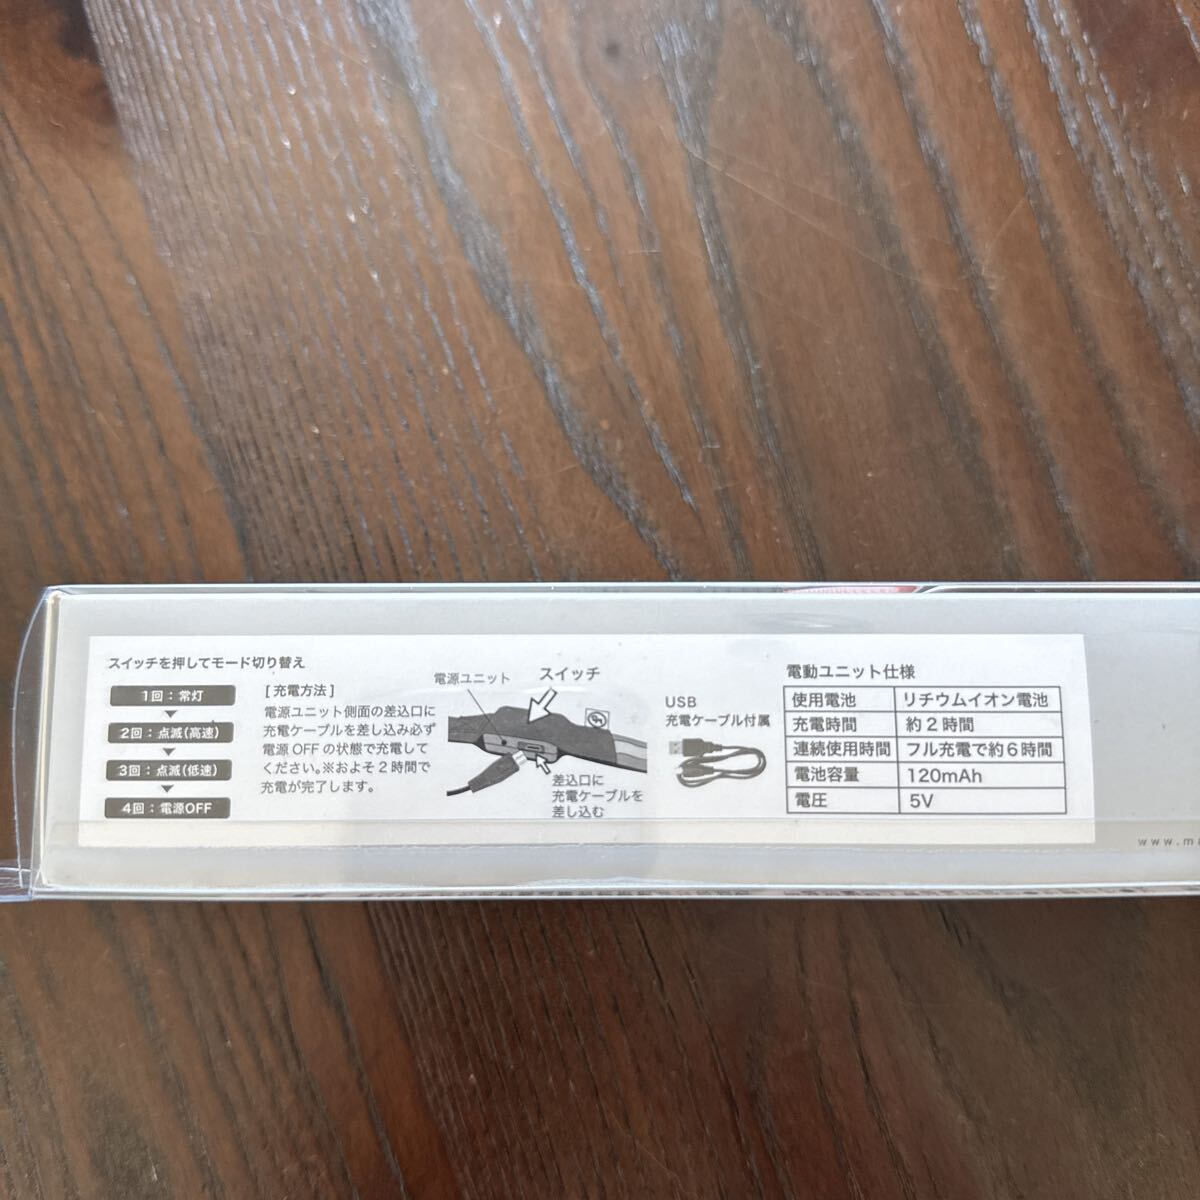 スイッチを押してモード切り替え
1回：常灯
2回：点滅(高速)
3回：点滅(低速)
4回：電源OFF
[充電方法]
電源ユニット側面の差込口に
充電ケーブルを差し込み必ず
電源OFFの状態で充電して
ください。※およそ2時間で
充電が完了します。
電源ユニット
スイッチ
差込口に
充電ケーブルを
差し込む
USB
充電ケーブル付属
電動ユニット仕様
使用電池 リチウムイオン電池
充電時間 約2時間
連続使用時間 フル充電で約6時間
電池容量 120mAh
電圧 5V